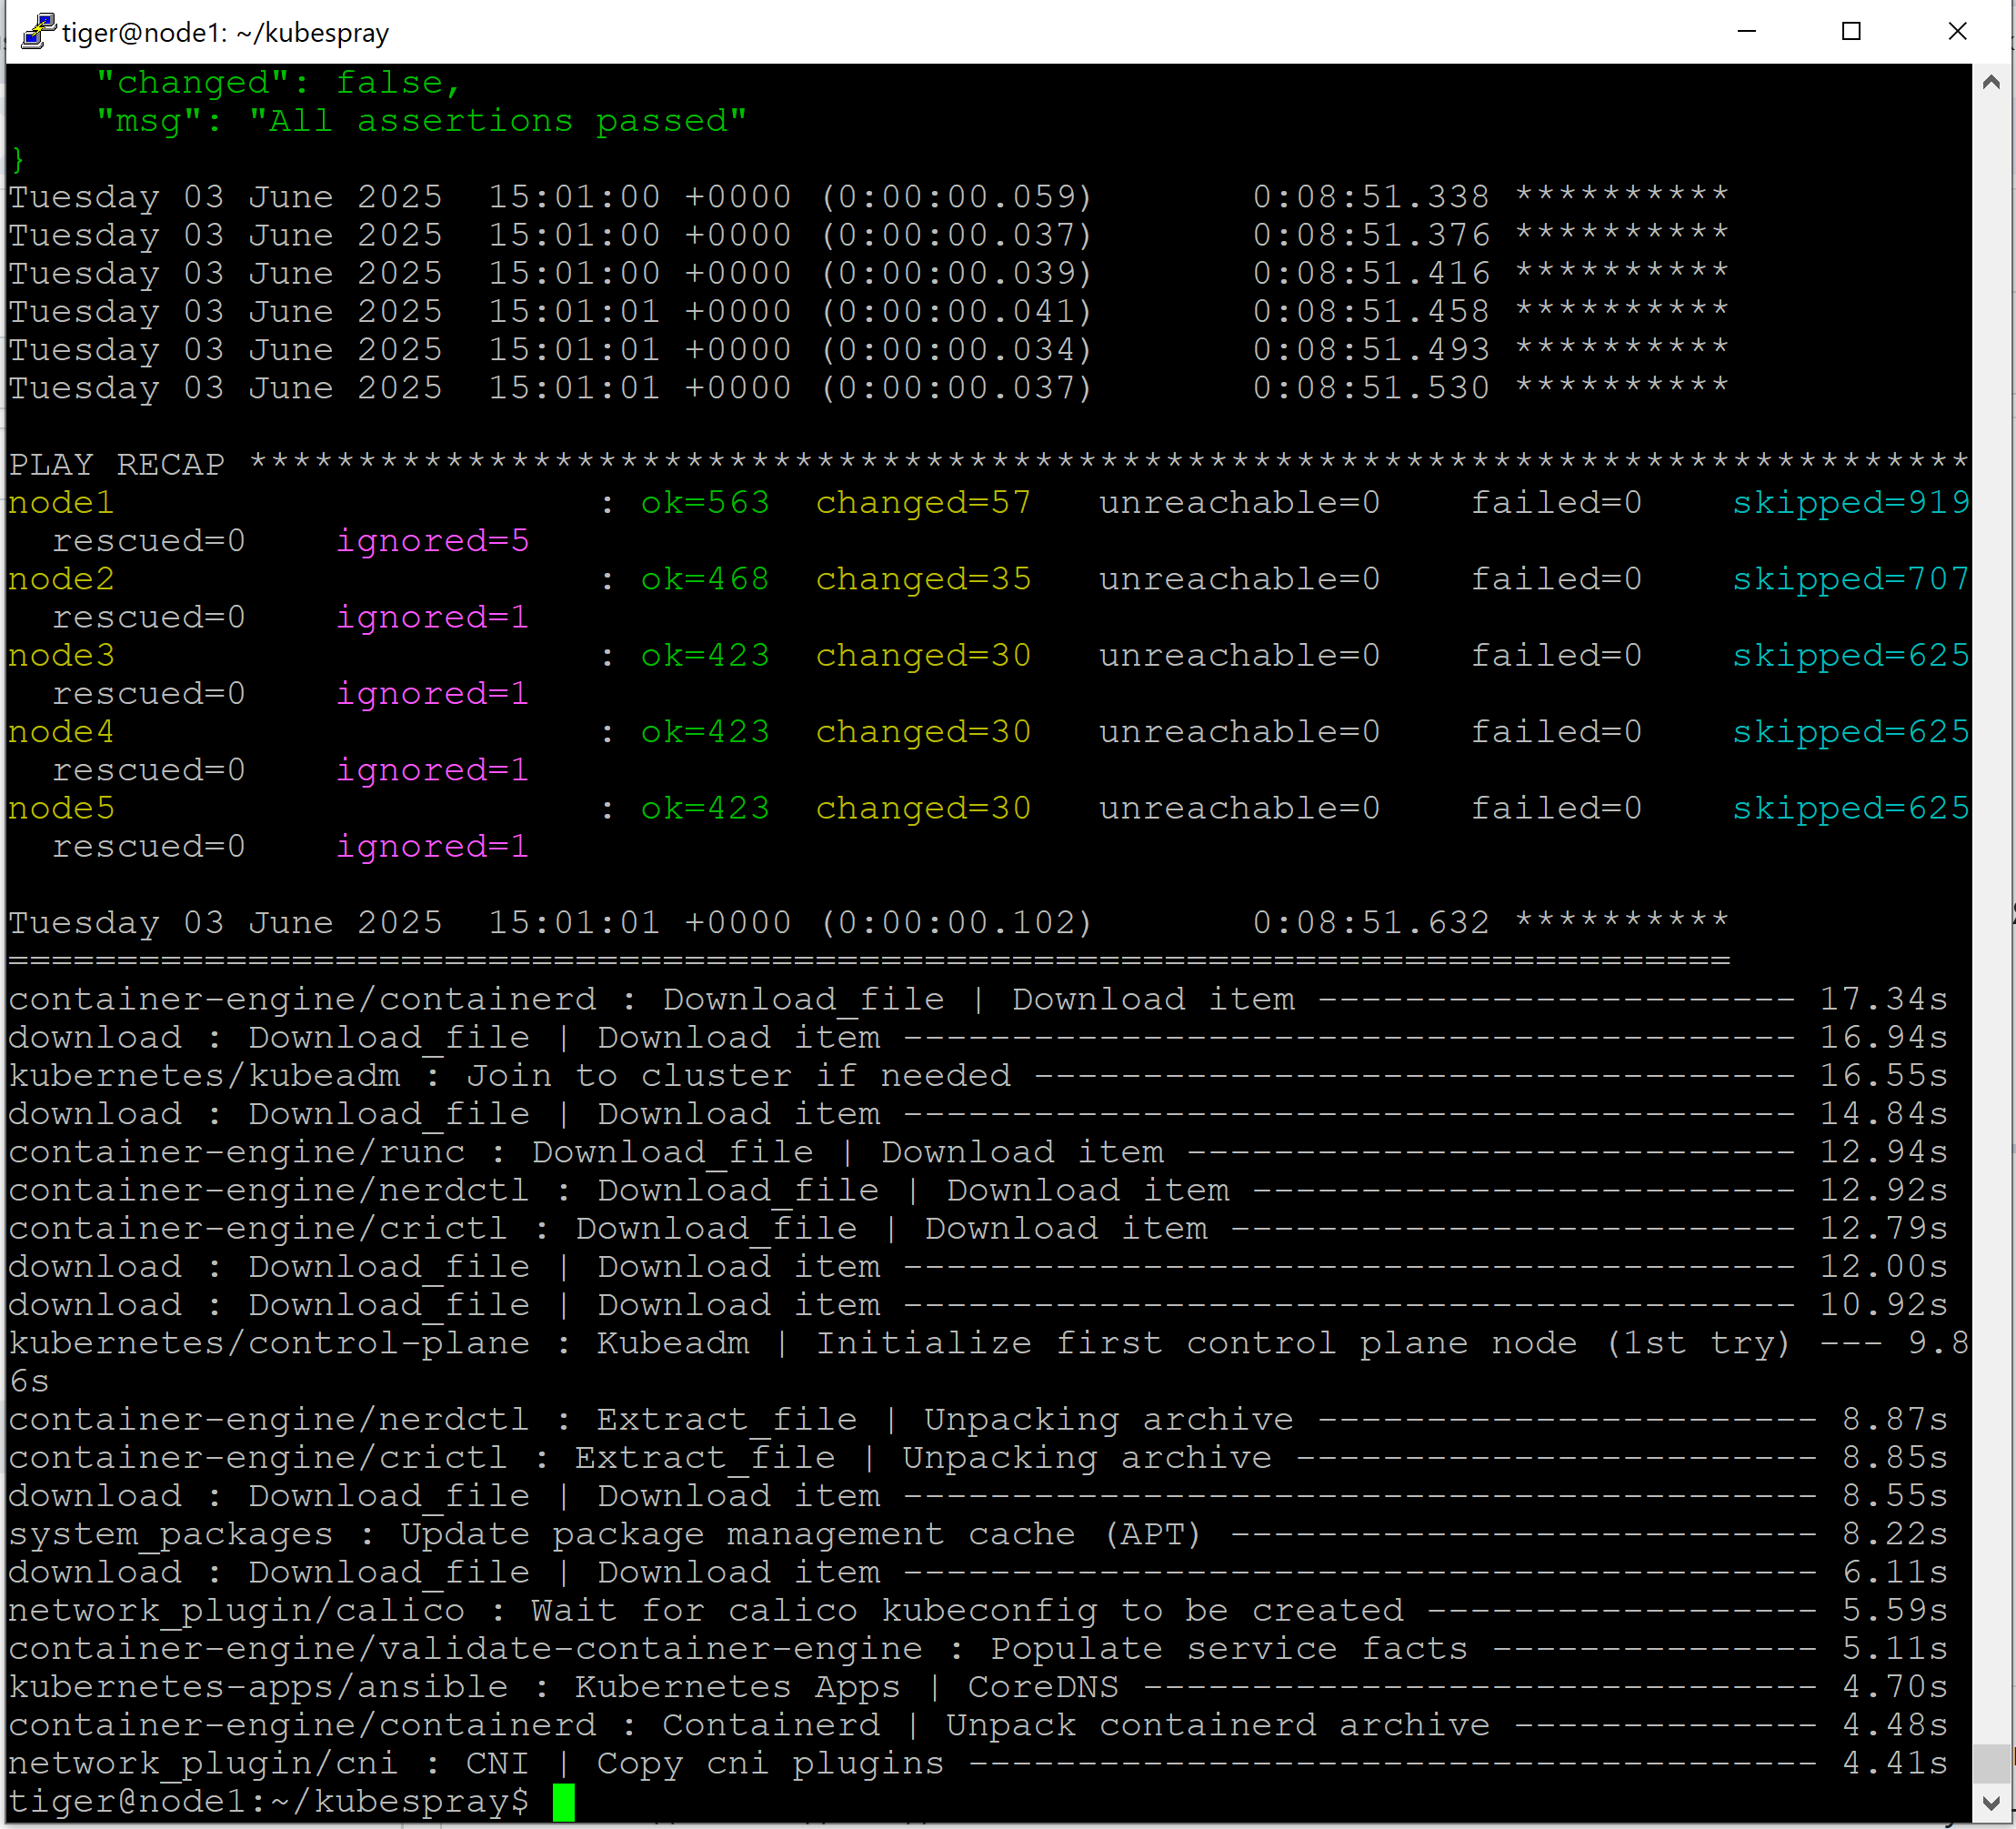 tiger@node1: ~/kubespray
    "changed": false,
    "msg": "All assertions passed"
}
Tuesday 03 June 2025  15:01:00 +0000 (0:00:00.059)       0:08:51.338 **********
Tuesday 03 June 2025  15:01:00 +0000 (0:00:00.037)       0:08:51.376 **********
Tuesday 03 June 2025  15:01:00 +0000 (0:00:00.039)       0:08:51.416 **********
Tuesday 03 June 2025  15:01:01 +0000 (0:00:00.041)       0:08:51.458 **********
Tuesday 03 June 2025  15:01:01 +0000 (0:00:00.034)       0:08:51.493 **********
Tuesday 03 June 2025  15:01:01 +0000 (0:00:00.037)       0:08:51.530 **********
PLAY RECAP *******************************************************************************
node1                      : ok=563  changed=57   unreachable=0    failed=0    skipped=919
  rescued=0    ignored=5
node2                      : ok=468  changed=35   unreachable=0    failed=0    skipped=707
  rescued=0    ignored=1
node3                      : ok=423  changed=30   unreachable=0    failed=0    skipped=625
  rescued=0    ignored=1
node4                      : ok=423  changed=30   unreachable=0    failed=0    skipped=625
  rescued=0    ignored=1
node5                      : ok=423  changed=30   unreachable=0    failed=0    skipped=625
  rescued=0    ignored=1
Tuesday 03 June 2025  15:01:01 +0000 (0:00:00.102)       0:08:51.632 **********
===============================================================================
container-engine/containerd : Download_file | Download item ---------------------- 17.34s
download : Download_file | Download item ----------------------------------------- 16.94s
kubernetes/kubeadm : Join to cluster if needed ----------------------------------- 16.55s
download : Download_file | Download item ----------------------------------------- 14.84s
container-engine/runc : Download_file | Download item ---------------------------- 12.94s
container-engine/nerdctl : Download_file | Download item ------------------------- 12.92s
container-engine/crictl : Download_file | Download item -------------------------- 12.79s
download : Download_file | Download item ----------------------------------------- 12.00s
download : Download_file | Download item ----------------------------------------- 10.92s
kubernetes/control-plane : Kubeadm | Initialize first control plane node (1st try) --- 9.8
6s
container-engine/nerdctl : Extract_file | Unpacking archive ----------------------- 8.87s
container-engine/crictl : Extract_file | Unpacking archive ------------------------ 8.85s
download : Download_file | Download item ------------------------------------------ 8.55s
system_packages : Update package management cache (APT) --------------------------- 8.22s
download : Download_file | Download item ------------------------------------------ 6.11s
network_plugin/calico : Wait for calico kubeconfig to be created ------------------ 5.59s
container-engine/validate-container-engine : Populate service facts --------------- 5.11s
kubernetes-apps/ansible : Kubernetes Apps | CoreDNS ------------------------------- 4.70s
container-engine/containerd : Containerd | Unpack containerd archive -------------- 4.48s
network_plugin/cni : CNI | Copy cni plugins --------------------------------------- 4.41s
tiger@node1:~/kubespray$